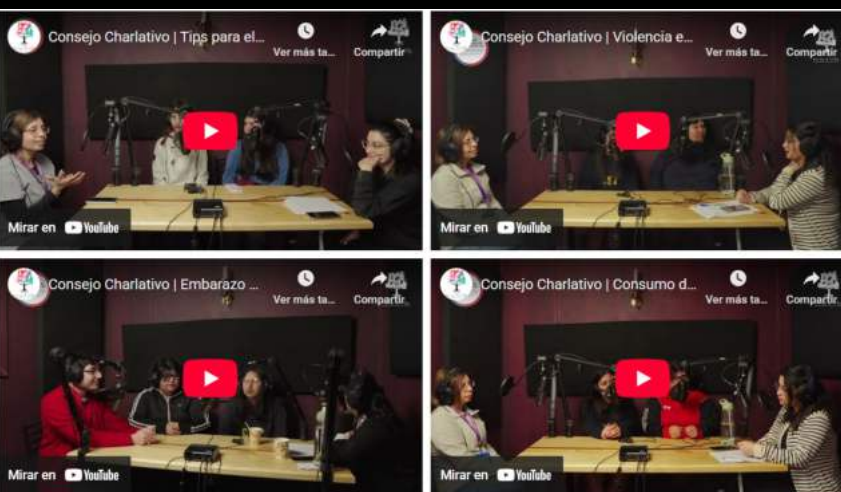 Consejo Charlativo | Tips para el...
Ver más ta...
Compartir
Mirar en YouTube
Consejo Charlativo | Violencia e...
Ver más ta...
Compartir
Mirar en YouTube
Consejo Charlativo | Embarazo ...
Ver más ta...
Compartir
Mirar en YouTube
Consejo Charlativo | Consumo d...
Ver más ta...
Compartir
Mirar en YouTube